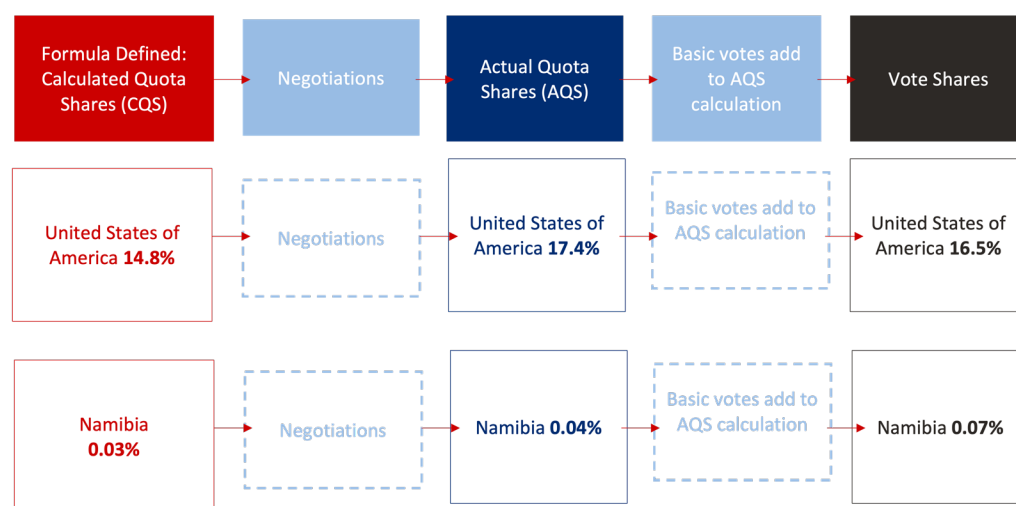 Formula Defined:
Calculated Quota
Shares (CQS)
Negotiations
Actual Quota
Shares (AQS)
Basic votes add
to AQS
calculation
Vote Shares
United States of
America 14.8%
Negotiations
United States of
America 17.4%
Basic votes add to
AQS calculation
United States of
America 16.5%
Namibia
0.03%
Negotiations
Namibia 0.04%
Basic votes add to
AQS calculation
Namibia 0.07%